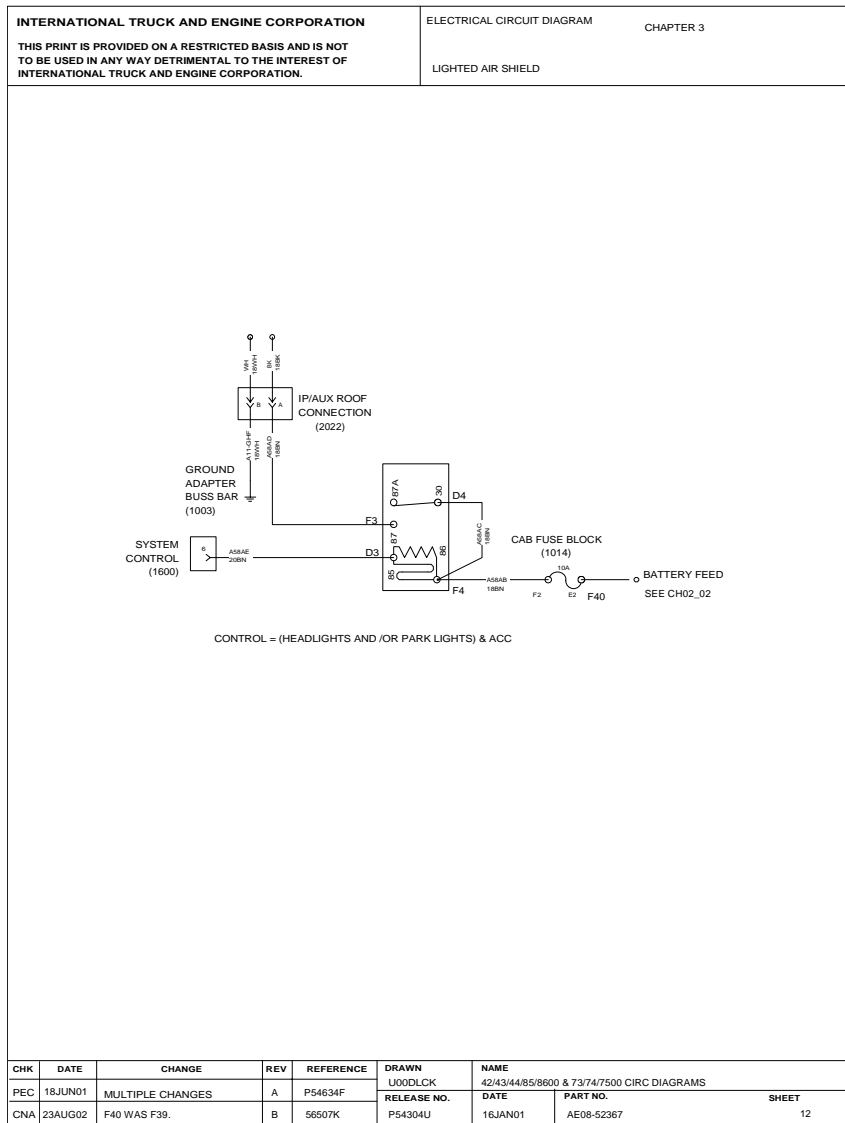 INTERNATIONAL TRUCK AND ENGINE CORPORATION
THIS PRINT IS PROVIDED ON A RESTRICTED BASIS AND IS NOT
TO BE USED IN ANY WAY DETRIMENTAL TO THE INTEREST OF
INTERNATIONAL TRUCK AND ENGINE CORPORATION.
ELECTRICAL CIRCUIT DIAGRAM
CHAPTER 3
LIGHTED AIR SHIELD
WH
18WH
BK
18BK
B
A
IP/AUX ROOF
CONNECTION
(2022)
A11-GHF
18WH
A58AD
18BN
GROUND
ADAPTER
BUSS BAR
(1003)
87A
30
D4
F3
87
86
A58AC
18BN
SYSTEM
CONTROL
(1600)
6
A58AE
20BN
D3
85
F4
A58AB
18BN
CAB FUSE BLOCK
(1014)
10A
F2
E2
F40
BATTERY FEED
SEE CH02_02
CONTROL = (HEADLIGHTS AND /OR PARK LIGHTS) & ACC
CHK DATE CHANGE REV REFERENCE
PEC 18JUN01 MULTIPLE CHANGES A P54634F
CNA 23AUG02 F40 WAS F39. B 56507K
DRAWN
U00DLCK
NAME
42/43/44/85/8600 & 73/74/7500 CIRC DIAGRAMS
RELEASE NO. DATE PART NO. SHEET
P54304U 16JAN01 AE08-52367 12